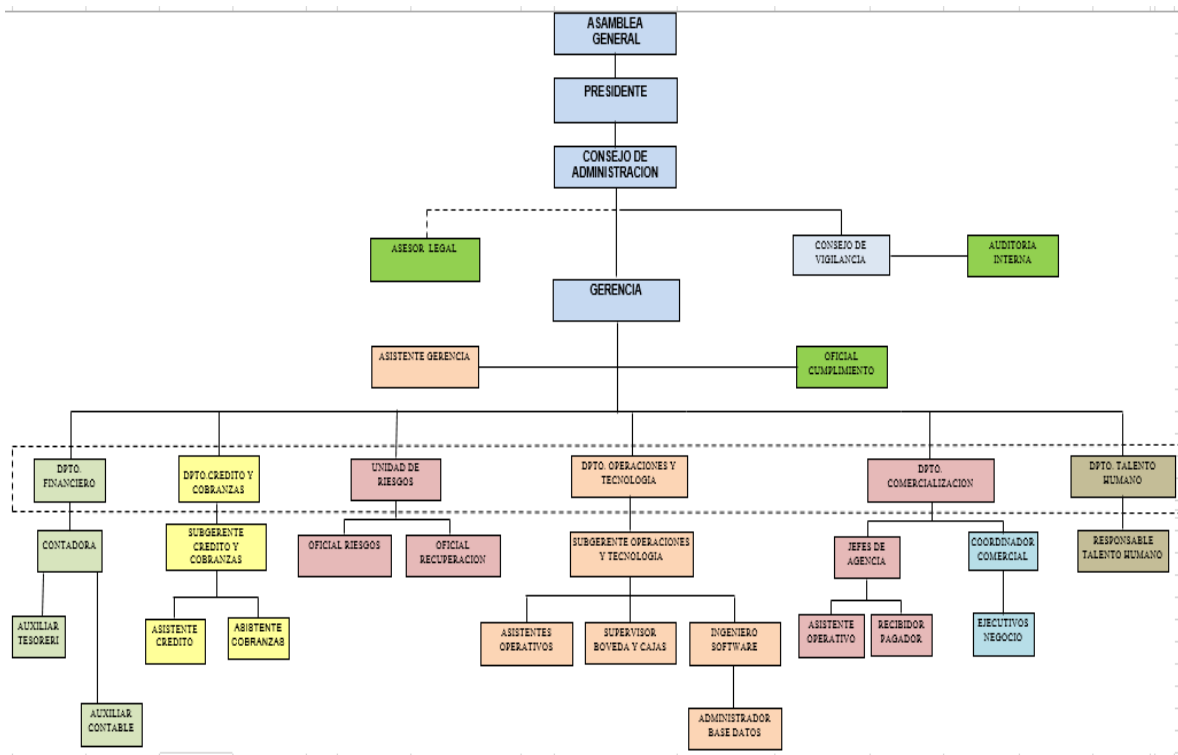 ASAMBLEA
GENERAL
PRESIDENTE
CONSEJO DE
ADMINISTRACION
ASESOR LEGAL
CONSEJO DE
VIGILANCIA
AUDITORIA
INTERNA
GERENCIA
ASISTENTE GERENCIA
OFICIAL
CUMPLIMIENTO
DPTO.
FINANCIERO
DPTO.CREDITO Y
COBRANZAS
UNIDAD DE
RIESGOS
DPTO. OPERACIONES Y
TECNOLOGIA
DPTO.
COMERCIALIZACION
DPTO. TALENTO
HUMANO
CONTADORA
SUBGERENTE
CREDITO Y
COBRANZAS
OFICIAL RIESGOS
OFICIAL
RECUPERACION
SUBGERENTE OPERACIONES
Y TECNOLOGIA
JEFES DE
AGENCIA
COORDINADOR
COMERCIAL
RESPONSABLE
TALENTO HUMANO
AUXILIAR
TESORERI
ASISTENTE
CREDITO
ASISTENTE
COBRANZAS
ASISTENTES
OPERATIVOS
SUPERVISOR
BOVEDA Y CAJAS
INGENIERO
SOFTWARE
ASISTENTE
OPERATIVO
RECIBIDOR
PAGADOR
EJECUTIVOS
NEGOCIO
AUXILIAR
CONTABLE
ADMINISTRADOR
BASE DATOS